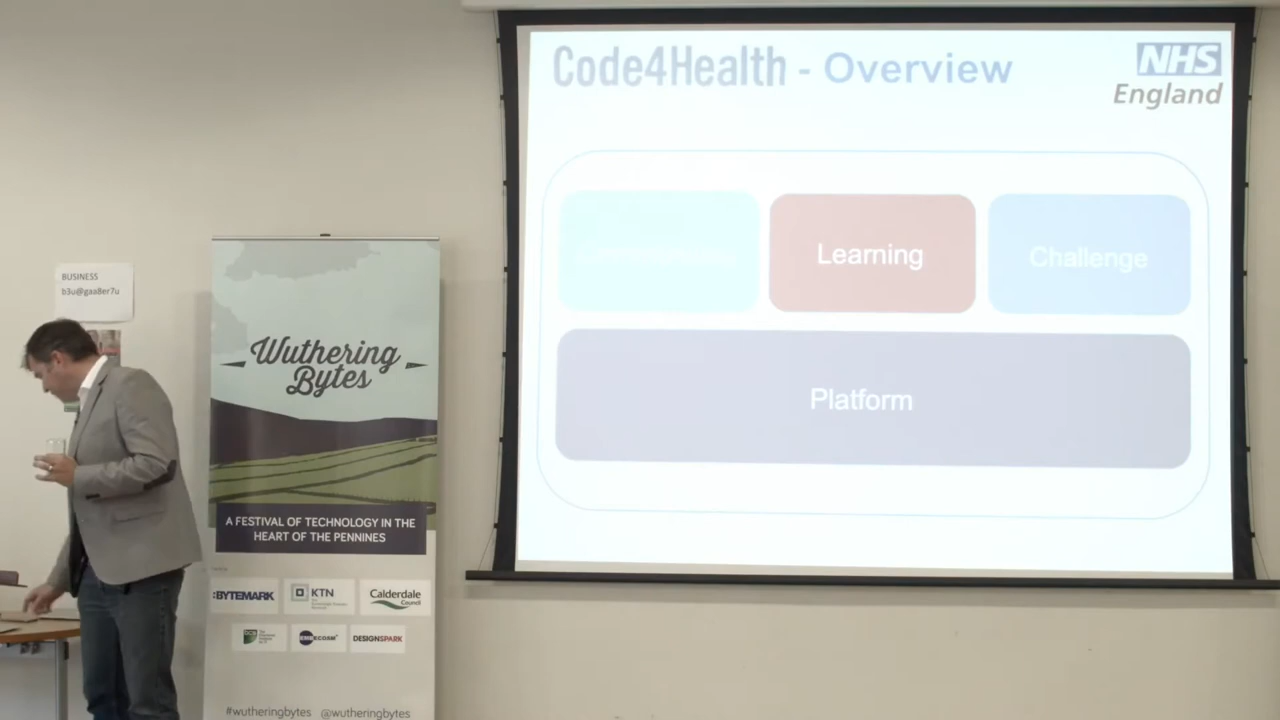 Code4Health - Overview
NHS
England
Learning
Challenge
Platform
BUSINESS
b3u@gaa8er7u
Wuthering
Bytes
A FESTIVAL OF TECHNOLOGY IN THE
HEART OF THE PENNINES
:BYTEMARK
KTN
Calderdale
Council
DESIGNSPARK
#wutheringbytes @wutheringbytes